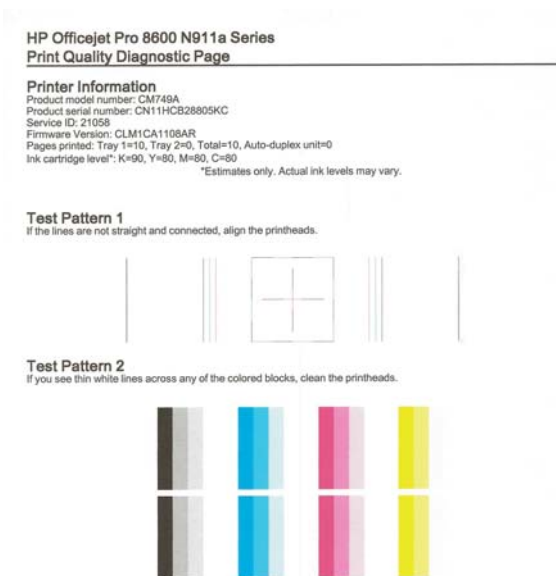 HP Officejet Pro 8600 N911a Series
Print Quality Diagnostic Page
Printer Information
Product model number: CM749A
Product serial number: CN11HCB28805KC
Service ID: 21058
Firmware Version: CLM1CA1108AR
Pages printed: Tray 1=10, Tray 2=0, Total=10, Auto-duplex unit=0
Ink cartridge level*: K=90, Y=80, M=80, C=80
*Estimates only. Actual ink levels may vary.
Test Pattern 1
If the lines are not straight and connected, align the printheads.
Test Pattern 2
If you see thin white lines across any of the colored blocks, clean the printheads.